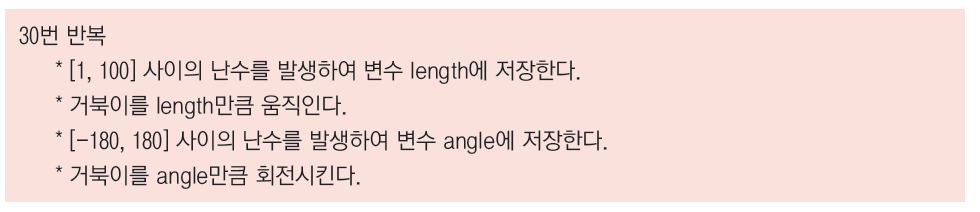 30번 반복
* [1, 100] 사이의 난수를 발생하여 변수 length에 저장한다.
* 거북이를 length만큼 움직인다.
* [-180, 180] 사이의 난수를 발생하여 변수 angle에 저장한다.
* 거북이를 angle만큼 회전시킨다.